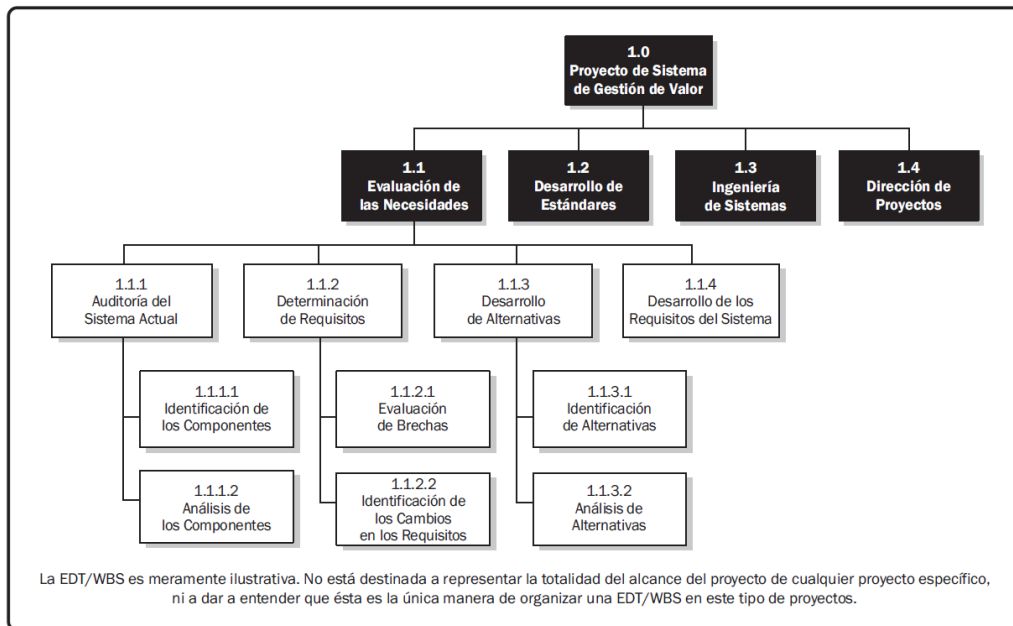 1.0
Proyecto de Sistema
de Gestión de Valor
1.1
Evaluación de
las Necesidades
1.2
Desarrollo de
Estándares
1.3
Ingeniería
de Sistemas
1.4
Dirección de
Proyectos
1.1.1
Auditoría del
Sistema Actual
1.1.2
Determinación
de Requisitos
1.1.3
Desarrollo
de Alternativas
1.1.4
Desarrollo de los
Requisitos del Sistema
1.1.1.1
Identificación de
los Componentes
1.1.2.1
Evaluación
de Brechas
1.1.3.1
Identificación
de Alternativas
1.1.1.2
Análisis de
los Componentes
1.1.2.2
Identificación de
los Cambios
en los Requisitos
1.1.3.2
Análisis de
Alternativas
La EDT/WBS es meramente ilustrativa. No está destinada a representar la totalidad del alcance del proyecto de cualquier proyecto específico,
ni a dar a entender que ésta es la única manera de organizar una EDT/WBS en este tipo de proyectos.